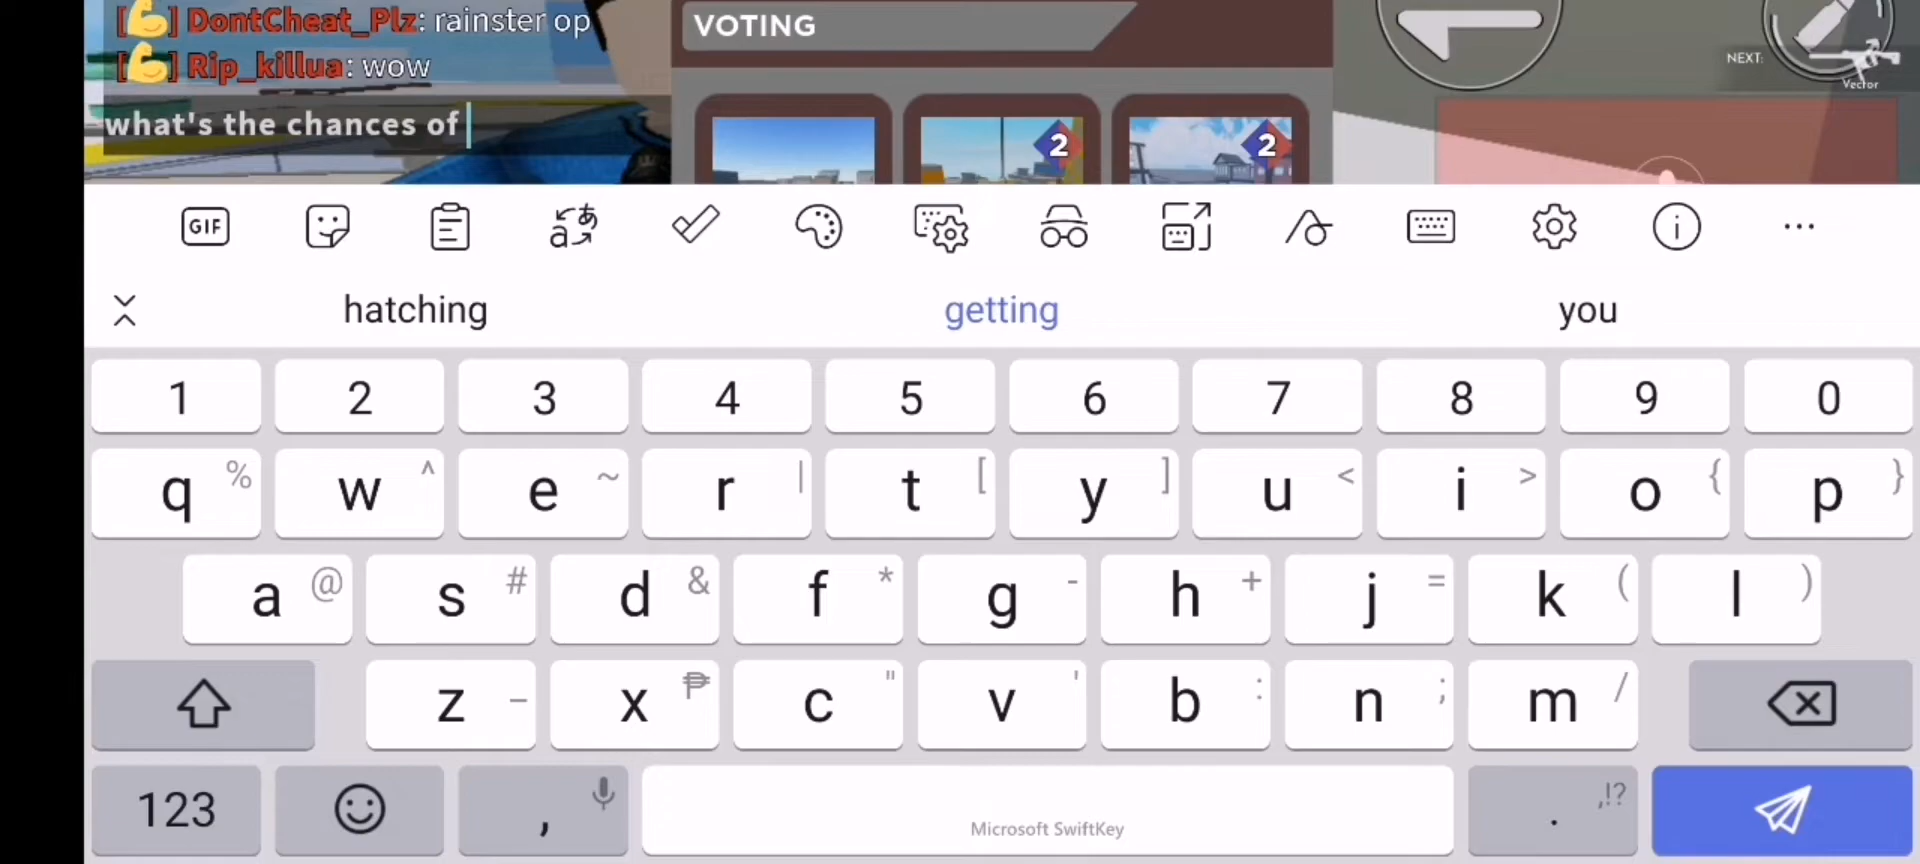 [💪] DontCheat_Plz: rainster op
[💪] Rip_killua: wow
what's the chances of
VOTING
2
2
NEXT:
Vector
GIF
hatching getting you
1 2 3 4 5 6 7 8 9 0
q % w ^ e ~ r | t [ y ] u < i > o { p }
a @ s # d & f * g - h + j = k ( l )
z _ x ₱ c " v ' b : n ; m /
123 , . ,!?
Microsoft SwiftKey